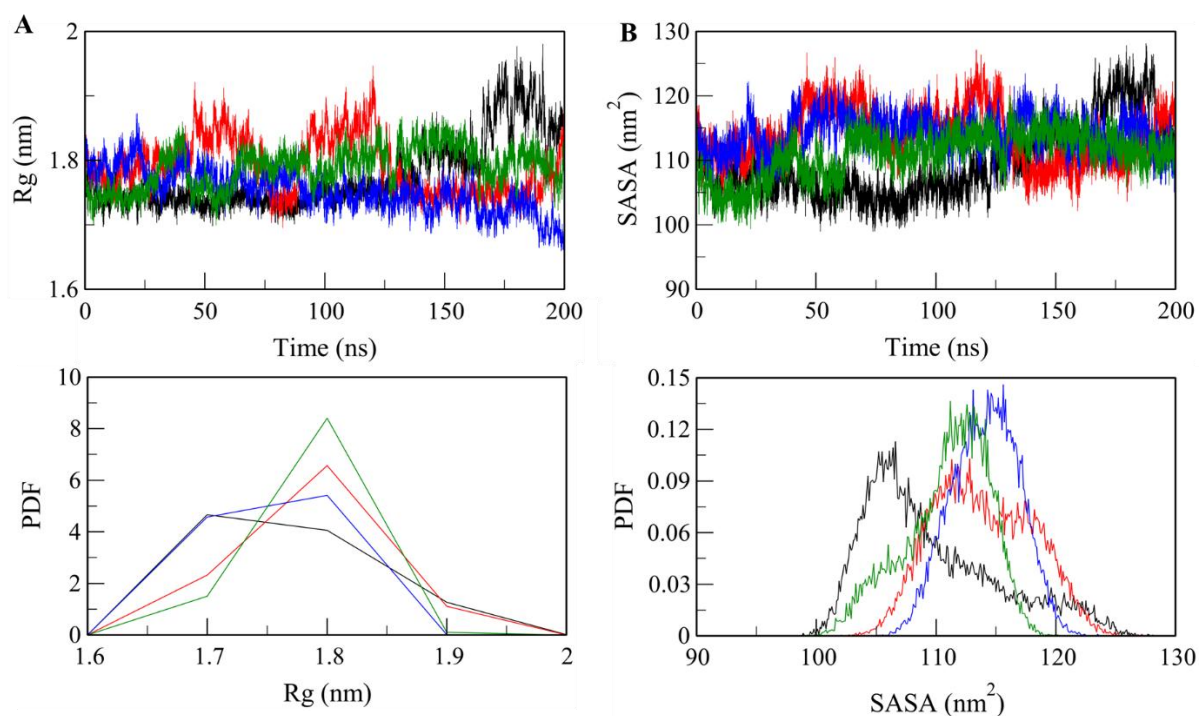 A
2
1.8
1.6
Rg (nm)
0 50 100 150 200
Time (ns)
B
130
120
110
100
90
SASA (nm²)
0 50 100 150 200
Time (ns)
10
8
6
4
2
0
PDF
1.6 1.7 1.8 1.9 2
Rg (nm)
0.15
0.12
0.09
0.06
0.03
0
PDF
90 100 110 120 130
SASA (nm²)